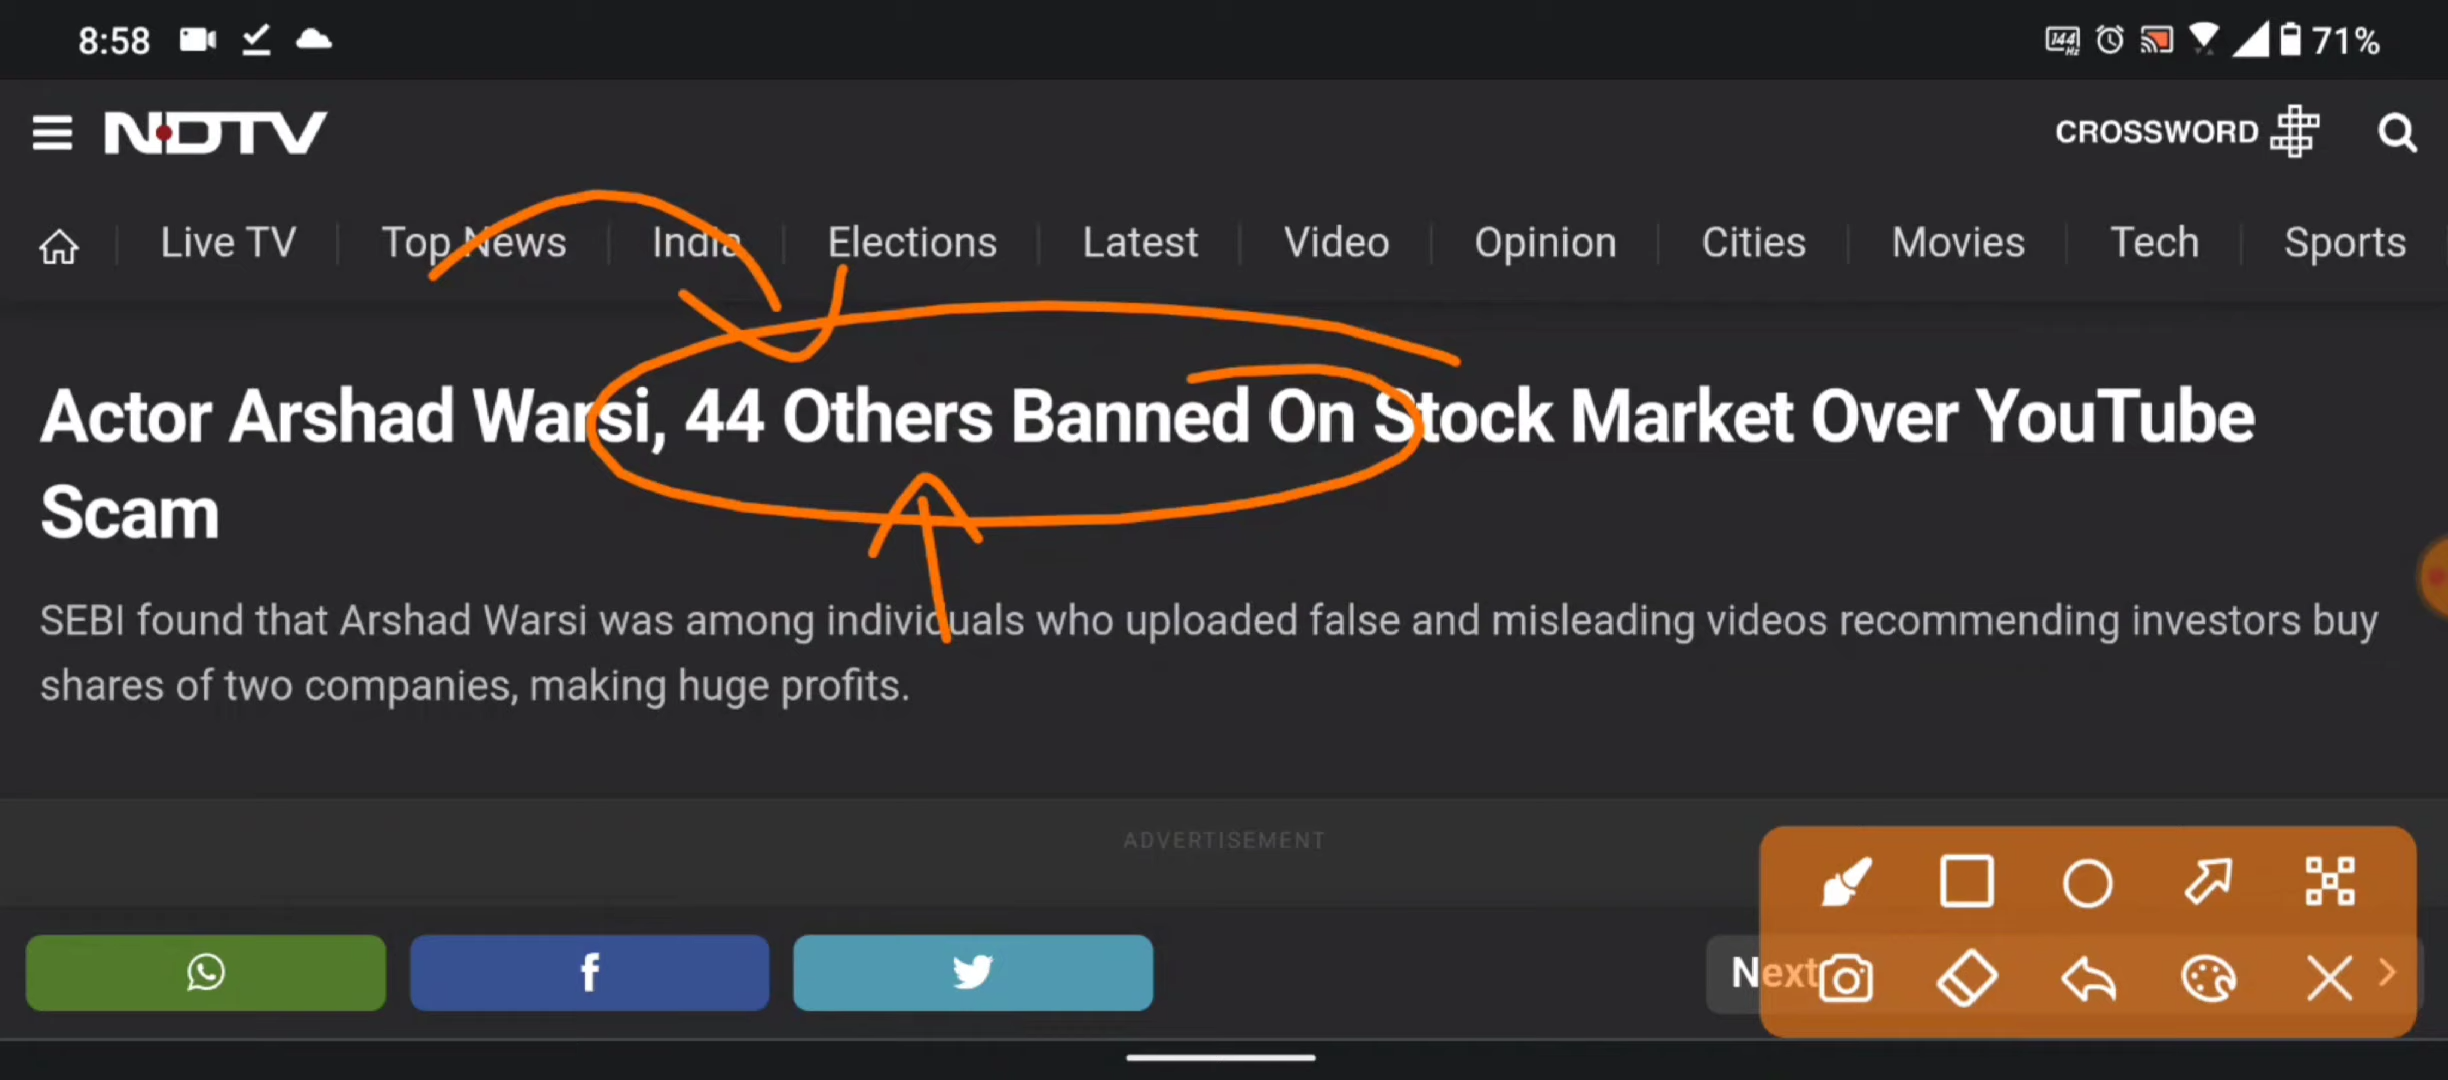 8:58 144 Hz 71%
NDTV CROSSWORD
Live TV Top News India Elections Latest Video Opinion Cities Movies Tech Sports
Actor Arshad Warsi, 44 Others Banned On Stock Market Over YouTube
Scam
SEBI found that Arshad Warsi was among individuals who uploaded false and misleading videos recommending investors buy
shares of two companies, making huge profits.
ADVERTISEMENT
Next